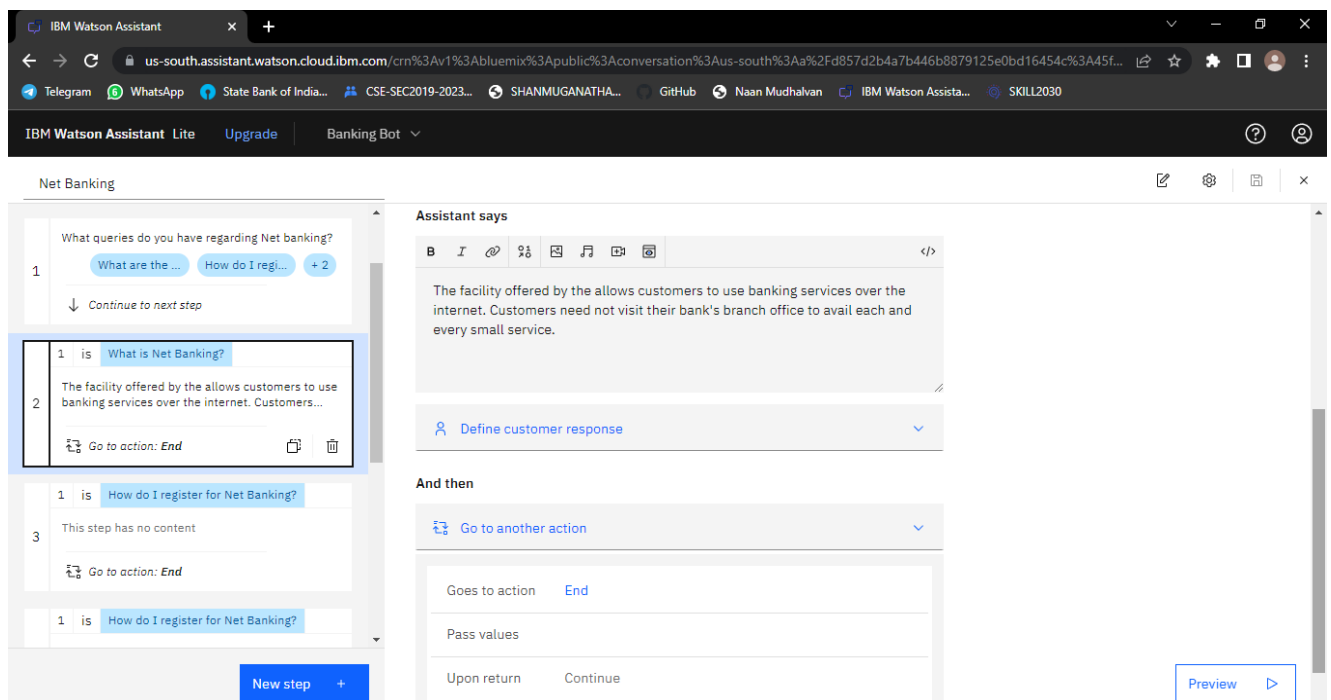 IBM Watson Assistant
us-south.assistant.watson.cloud.ibm.com/crn%3Av1%3Abluemix%3Apublic%3Aconversation%3Aus-south%3Aa%2Fd857d2b4a7b446b8879125e0bd16454c%3A45f...
Telegram WhatsApp State Bank of India... CSE-SEC2019-2023... SHANMUGANATHA... GitHub Naan Mudhalvan IBM Watson Assista... SKILL2030
IBM Watson Assistant Lite Upgrade Banking Bot
Net Banking
1
What queries do you have regarding Net banking?
What are the ... How do I regi... + 2
Continue to next step
2
1 is What is Net Banking?
The facility offered by the allows customers to use
banking services over the internet. Customers...
Go to action: End
3
1 is How do I register for Net Banking?
This step has no content
Go to action: End
1 is How do I register for Net Banking?
New step +
Assistant says
B I </>
The facility offered by the allows customers to use banking services over the
internet. Customers need not visit their bank's branch office to avail each and
every small service.
Define customer response
And then
Go to another action
Goes to action End
Pass values
Upon return Continue
Preview